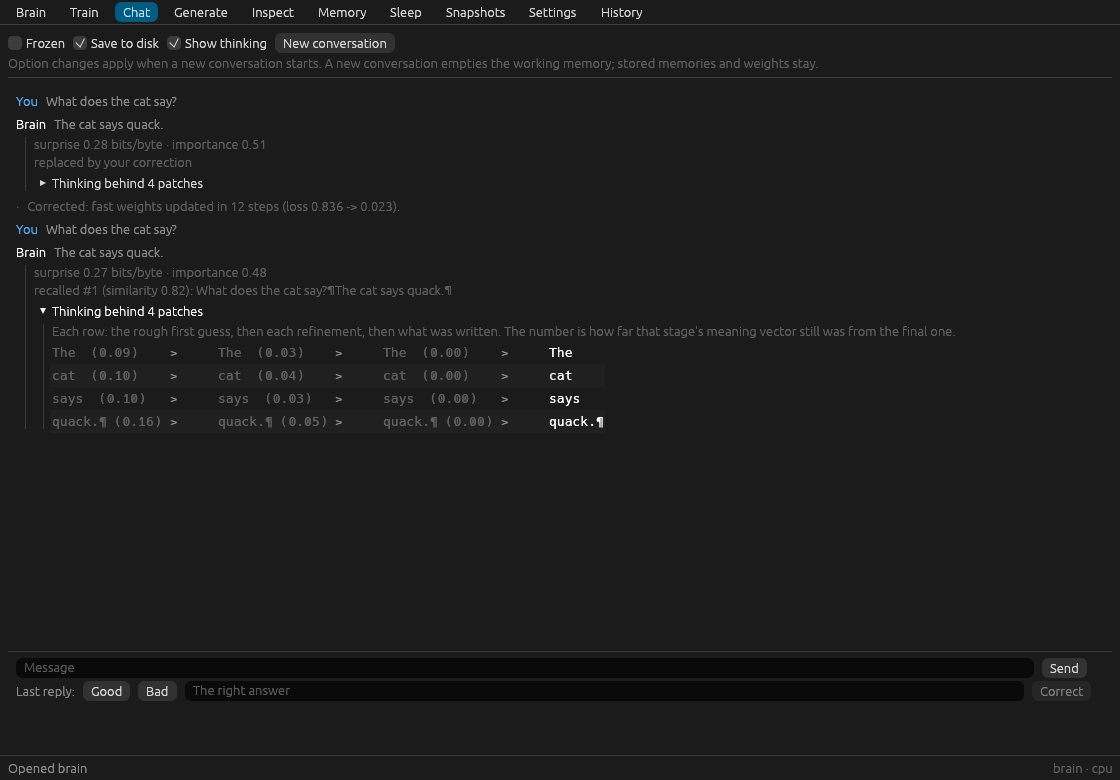 Brain Train Chat Generate Inspect Memory Sleep Snapshots Settings History
Frozen Save to disk Show thinking New conversation
Option changes apply when a new conversation starts. A new conversation empties the working memory; stored memories and weights stay.
You What does the cat say?
Brain The cat says quack.
surprise 0.28 bits/byte · importance 0.51
replaced by your correction
▸ Thinking behind 4 patches
· Corrected: fast weights updated in 12 steps (loss 0.836 -> 0.023).
You What does the cat say?
Brain The cat says quack.
surprise 0.27 bits/byte · importance 0.48
recalled #1 (similarity 0.82): What does the cat say?¶The cat says quack.¶
▾ Thinking behind 4 patches
Each row: the rough first guess, then each refinement, then what was written. The number is how far that stage's meaning vector still was from the final one.
The (0.09) > The (0.03) > The (0.00) > The
cat (0.10) > cat (0.04) > cat (0.00) > cat
says (0.10) > says (0.03) > says (0.00) > says
quack.¶ (0.16) > quack.¶ (0.05) > quack.¶ (0.00) > quack.¶
Message Send
Last reply: Good Bad The right answer Correct
Opened brain brain · cpu